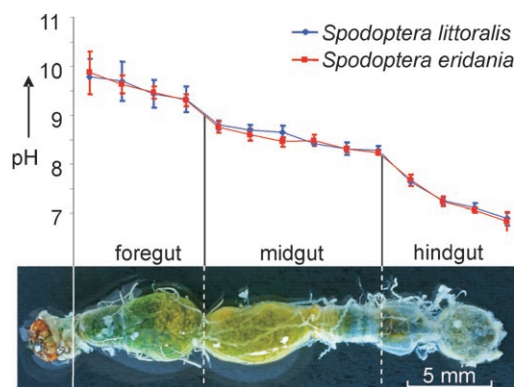 11
Spodoptera littoralis
Spodoptera eridania
10
9
pH
8
7
foregut midgut hindgut
5 mm